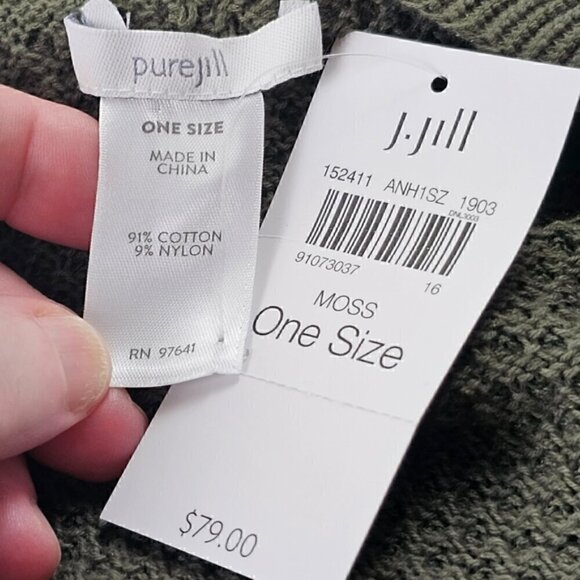 purejill
ONE SIZE
MADE IN
CHINA
91% COTTON
9% NYLON
RN 97641
J.Jill
152411 ANH1SZ 1903
DNL3003
91073037 16
MOSS
One Size
$79.00